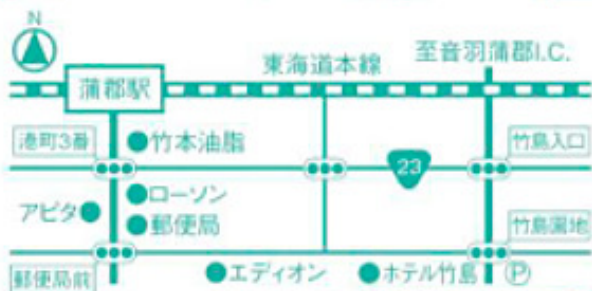 N
東海道本線
至音羽蒲郡I.C.
蒲郡駅
港町3番
竹本油脂
23
竹島入口
ローソン
アピタ
郵便局
竹島園地
郵便局前
エディオン
ホテル竹島
P